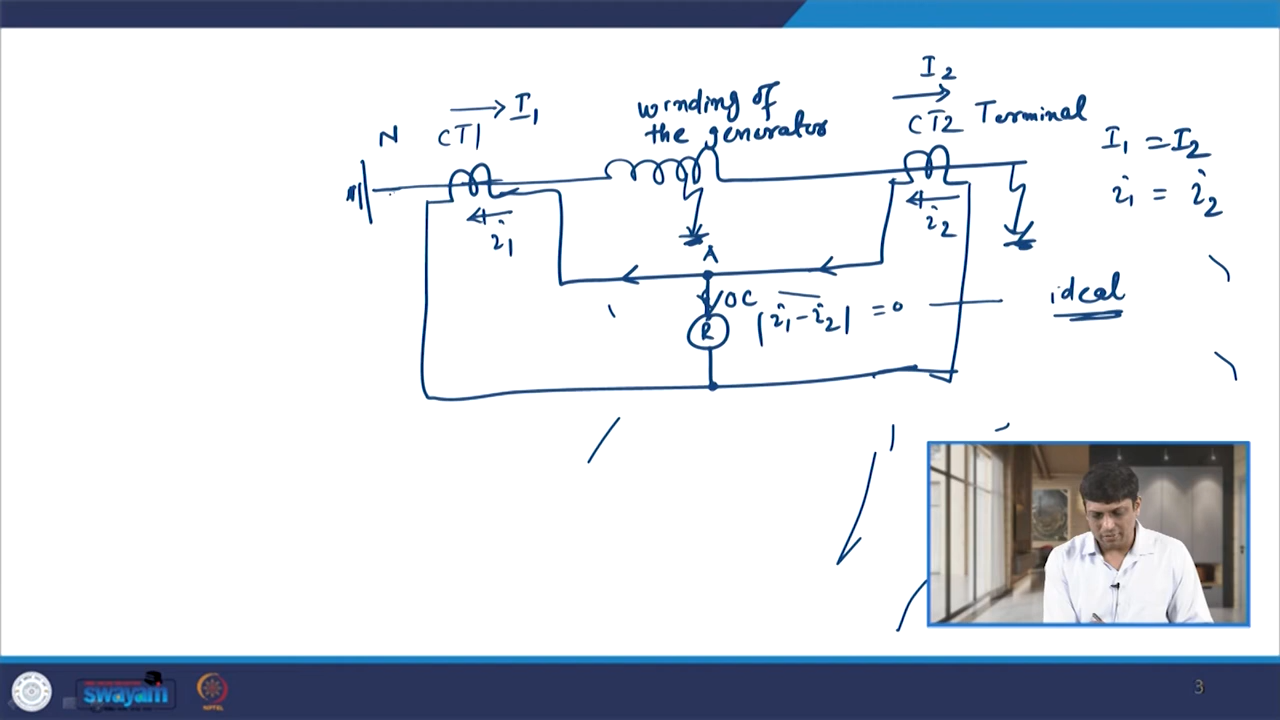 I₁
I₂
N
CT1
winding of
the generator
CT2 Terminal
I₁ = I₂
i₁
i₂
i₁ = i₂
A
OC
|i₁ - i₂| = 0
ideal
R
swayam
3